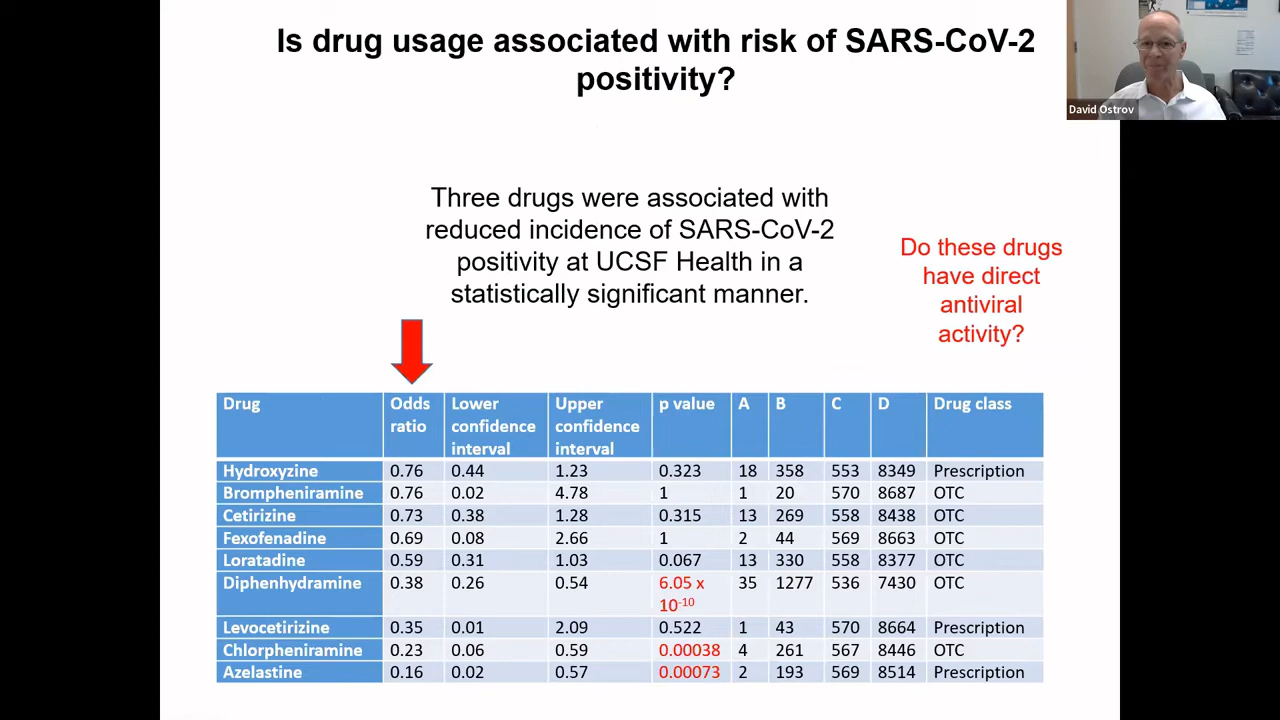 Is drug usage associated with risk of SARS-CoV-2
positivity?
David Ostrov
Three drugs were associated with
reduced incidence of SARS-CoV-2
positivity at UCSF Health in a
statistically significant manner.
Do these drugs
have direct
antiviral
activity?
Drug Odds ratio Lower confidence interval Upper confidence interval p value A B C D Drug class
Hydroxyzine 0.76 0.44 1.23 0.323 18 358 553 8349 Prescription
Brompheniramine 0.76 0.02 4.78 1 1 20 570 8687 OTC
Cetirizine 0.73 0.38 1.28 0.315 13 269 558 8438 OTC
Fexofenadine 0.69 0.08 2.66 1 2 44 569 8663 OTC
Loratadine 0.59 0.31 1.03 0.067 13 330 558 8377 OTC
Diphenhydramine 0.38 0.26 0.54 6.05 x 10⁻¹⁰ 35 1277 536 7430 OTC
Levocetirizine 0.35 0.01 2.09 0.522 1 43 570 8664 Prescription
Chlorpheniramine 0.23 0.06 0.59 0.00038 4 261 567 8446 OTC
Azelastine 0.16 0.02 0.57 0.00073 2 193 569 8514 Prescription